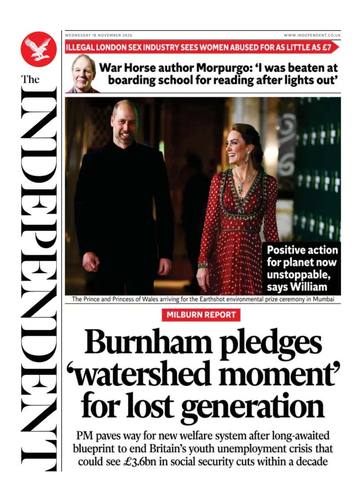 WEDNESDAY 18 NOVEMBER 2026
WWW.INDEPENDENT.CO.UK
ILLEGAL LONDON SEX INDUSTRY SEES WOMEN ABUSED FOR AS LITTLE AS £7
War Horse author Morpurgo: ‘I was beaten at
boarding school for reading after lights out’
The
INDEPENDENT
Positive action
for planet now
unstoppable,
says William
The Prince and Princess of Wales arriving for the Earthshot environmental prize ceremony in Mumbai
MILBURN REPORT
Burnham pledges
‘watershed moment’
for lost generation
PM paves way for new welfare system after long-awaited
blueprint to end Britain’s youth unemployment crisis that
could see £3.6bn in social security cuts within a decade